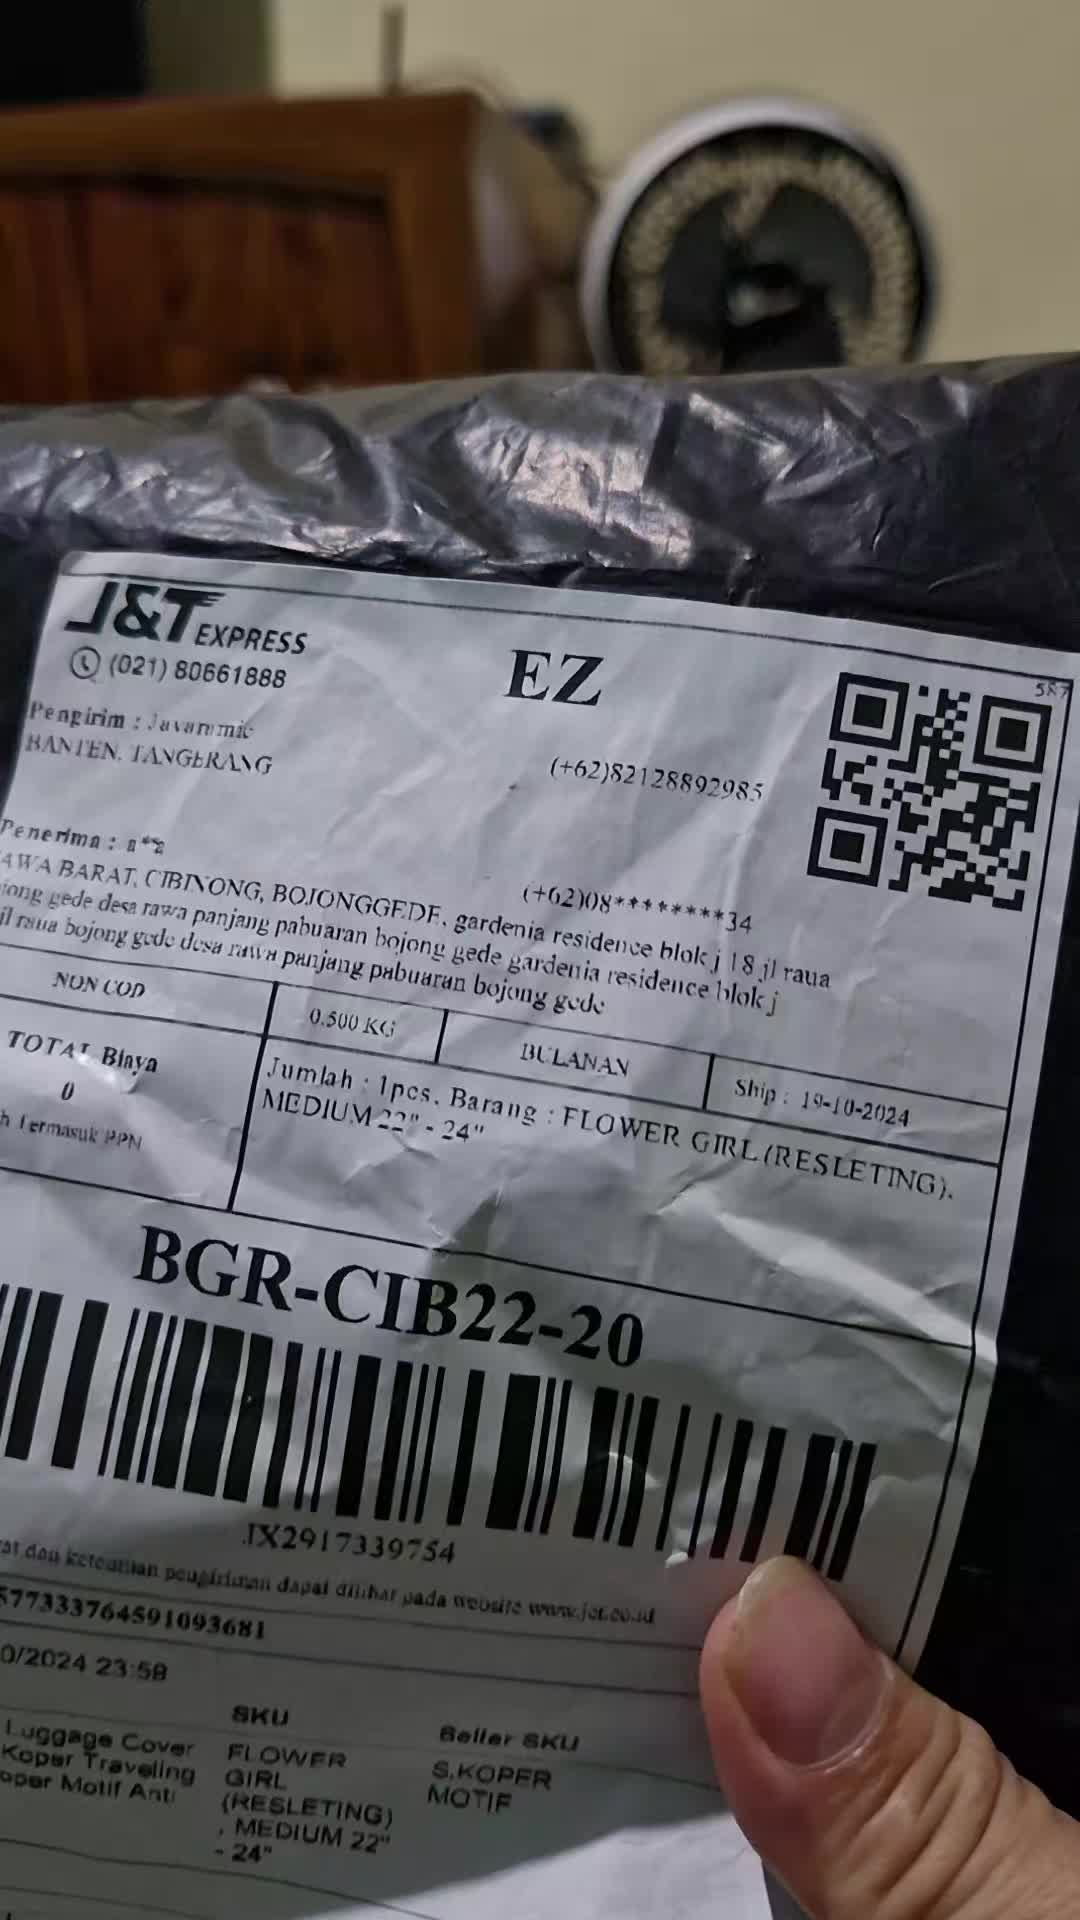 J&T EXPRESS
EZ
(021) 80661888
587
Pengirim : Javaramic
BANTEN, TANGERANG
(+62)82128892985
Penerima : a**a
(+62)08********34
AWA BARAT, CIBINONG, BOJONGGEDE, gardenia residence blok j 18 jl raua
jong gede desa rawa panjang pabuaran bojong gede gardenia residence blok j
jl raua bojong gede desa rawa panjang pabuaran bojong gede
NON COD
0.500 KG
BULANAN
Ship : 19-10-2024
TOTAL Biaya
0
h Termasuk PPN
Jumlah : 1pcs, Barang : FLOWER GIRL (RESLETING),
MEDIUM 22" - 24"
BGR-CIB22-20
JX2917339754
at dan ketentuan pengiriman dapat dilihat pada website www.jet.co.id
577333764591093681
0/2024 23:58
SKU
Seller SKU
Luggage Cover
Koper Traveling
oper Motif Anti
FLOWER
GIRL
(RESLETING)
, MEDIUM 22"
- 24"
S.KOPER
MOTIF